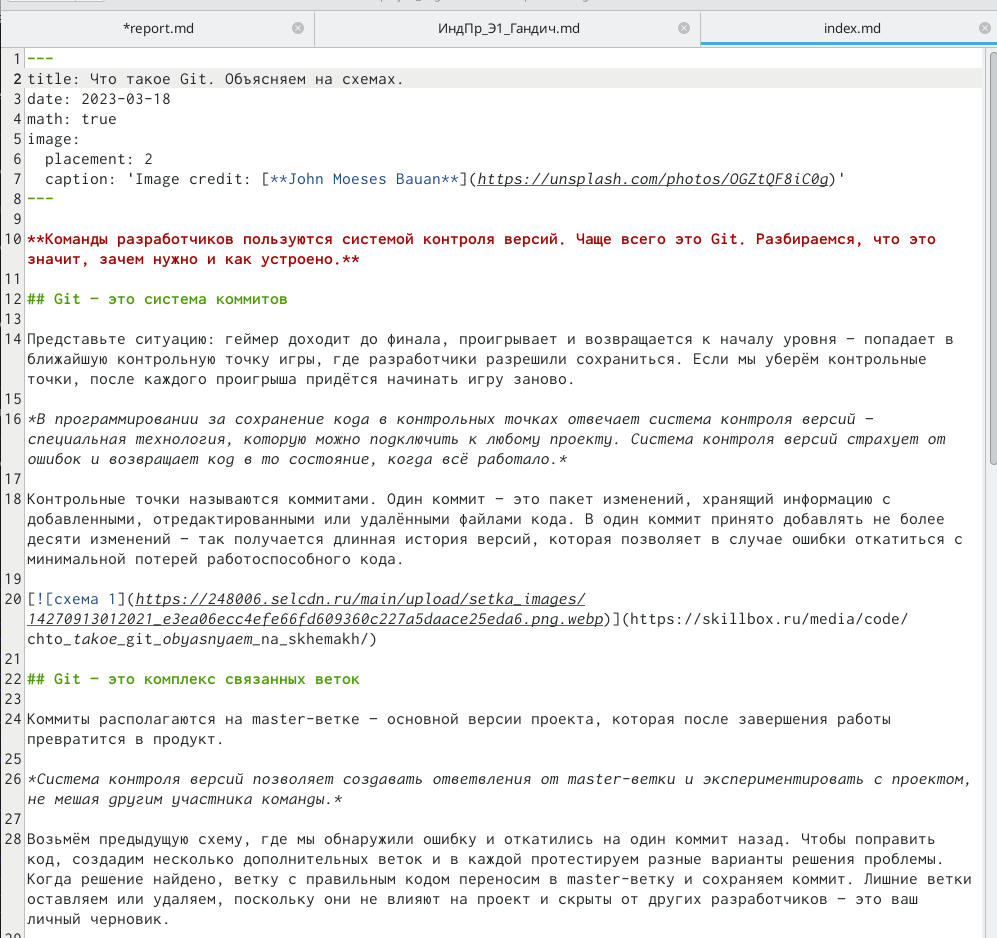 *report.md
ИндПр_Э1_Гандич.md
index.md
1 ---
2 title: Что такое Git. Объясняем на схемах.
3 date: 2023-03-18
4 math: true
5 image:
6   placement: 2
7   caption: 'Image credit: [**John Moeses Bauan**](https://unsplash.com/photos/OGZtQF8iC0g)'
8 ---
9
10 **Команды разработчиков пользуются системой контроля версий. Чаще всего это Git. Разбираемся, что это
значит, зачем нужно и как устроено.**
11
12 ## Git — это система коммитов
13
14 Представьте ситуацию: геймер доходит до финала, проигрывает и возвращается к началу уровня — попадает в
ближайшую контрольную точку игры, где разработчики разрешили сохраниться. Если мы уберём контрольные
точки, после каждого проигрыша придётся начинать игру заново.
15
16 *В программировании за сохранение кода в контрольных точках отвечает система контроля версий —
специальная технология, которую можно подключить к любому проекту. Система контроля версий страхует от
ошибок и возвращает код в то состояние, когда всё работало.*
17
18 Контрольные точки называются коммитами. Один коммит — это пакет изменений, хранящий информацию с
добавленными, отредактированными или удалёнными файлами кода. В один коммит принято добавлять не более
десяти изменений — так получается длинная история версий, которая позволяет в случае ошибки откатиться с
минимальной потерей работоспособного кода.
19
20 [![схема 1](https://248006.selcdn.ru/main/upload/setka_images/
14270913012021_e3ea06ecc4efe66fd609360c227a5daace25eda6.png.webp)](https://skillbox.ru/media/code/
chto_takoe_git_obyasnyaem_na_skhemakh/)
21
22 ## Git — это комплекс связанных веток
23
24 Коммиты располагаются на master-ветке — основной версии проекта, которая после завершения работы
превратится в продукт.
25
26 *Система контроля версий позволяет создавать ответвления от master-ветки и экспериментировать с проектом,
не мешая другим участника команды.*
27
28 Возьмём предыдущую схему, где мы обнаружили ошибку и откатились на один коммит назад. Чтобы поправить
код, создадим несколько дополнительных веток и в каждой протестируем разные варианты решения проблемы.
Когда решение найдено, ветку с правильным кодом переносим в master-ветку и сохраняем коммит. Лишние ветки
оставляем или удаляем, поскольку они не влияют на проект и скрыты от других разработчиков — это ваш
личный черновик.